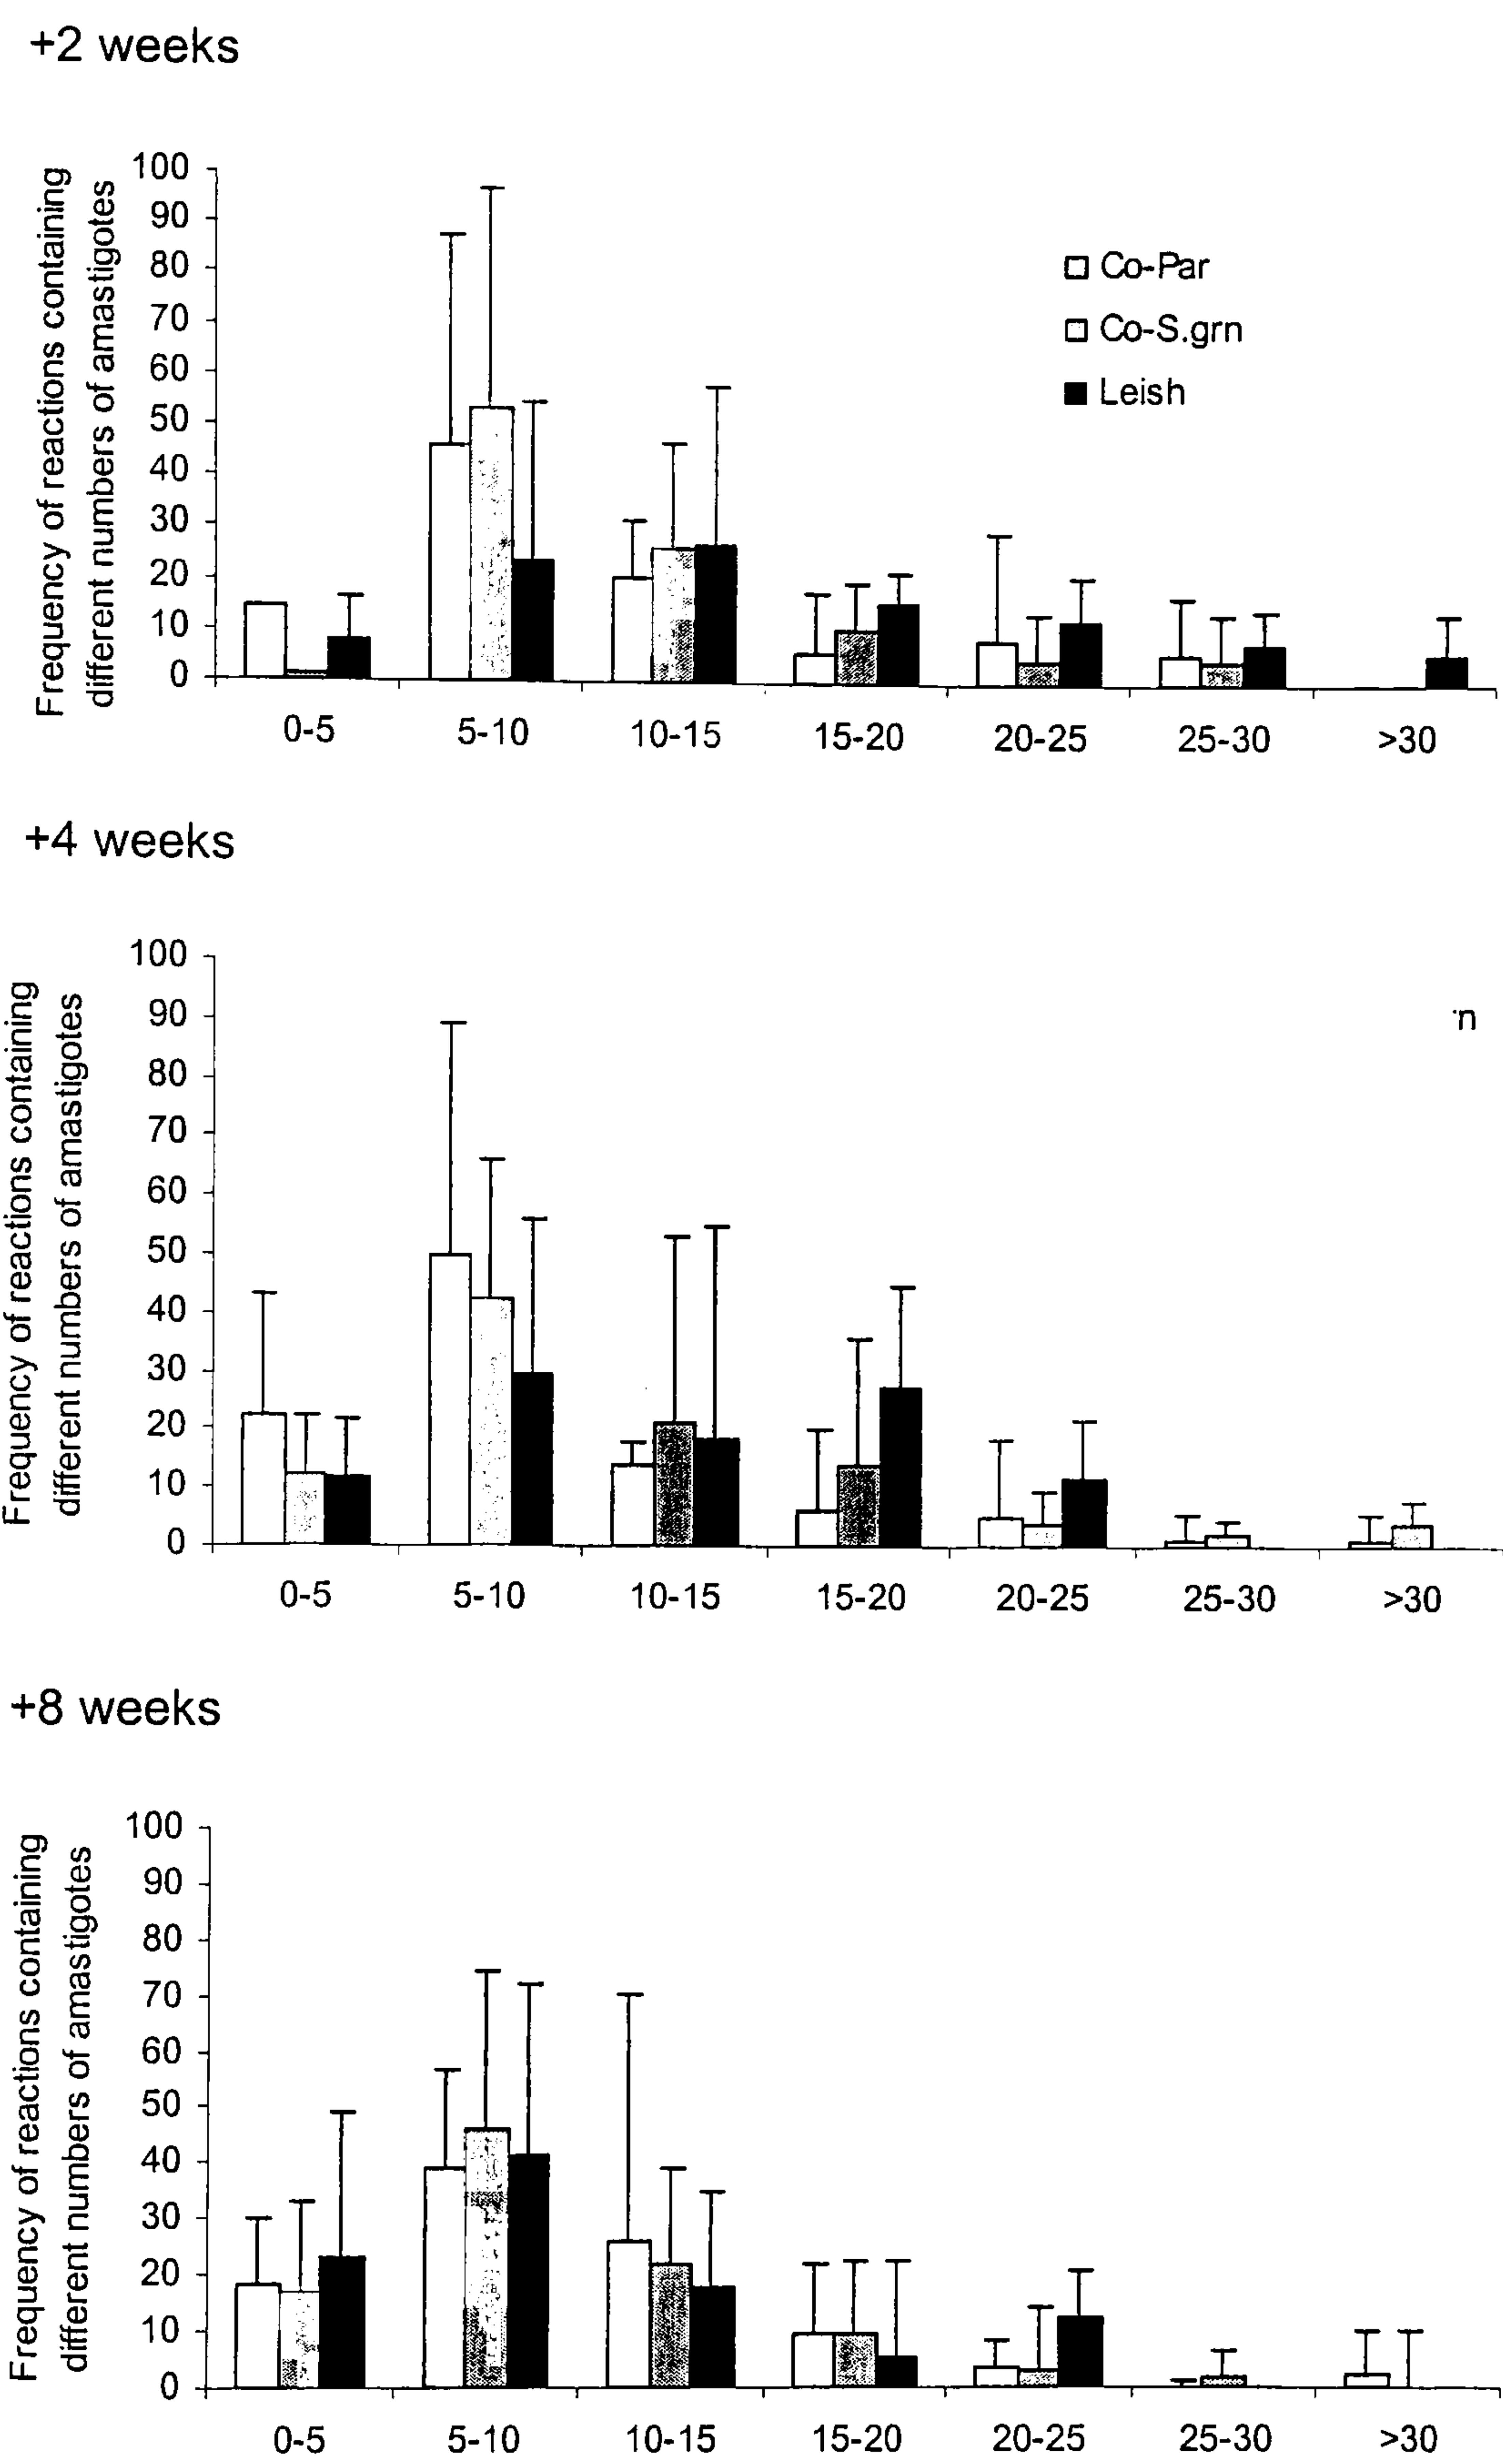 +2 weeks
Frequency of reactions containing
different numbers of amastigotes
100
90
80
70
60
50
40
30
20
10
0
Co-Par
Co-S.grn
Leish
0-5 5-10 10-15 15-20 20-25 25-30 >30
+4 weeks
Frequency of reactions containing
different numbers of amastigotes
100
90
80
70
60
50
40
30
20
10
0
n
0-5 5-10 10-15 15-20 20-25 25-30 >30
+8 weeks
Frequency of reactions containing
different numbers of amastigotes
100
90
80
70
60
50
40
30
20
10
0
0-5 5-10 10-15 15-20 20-25 25-30 >30